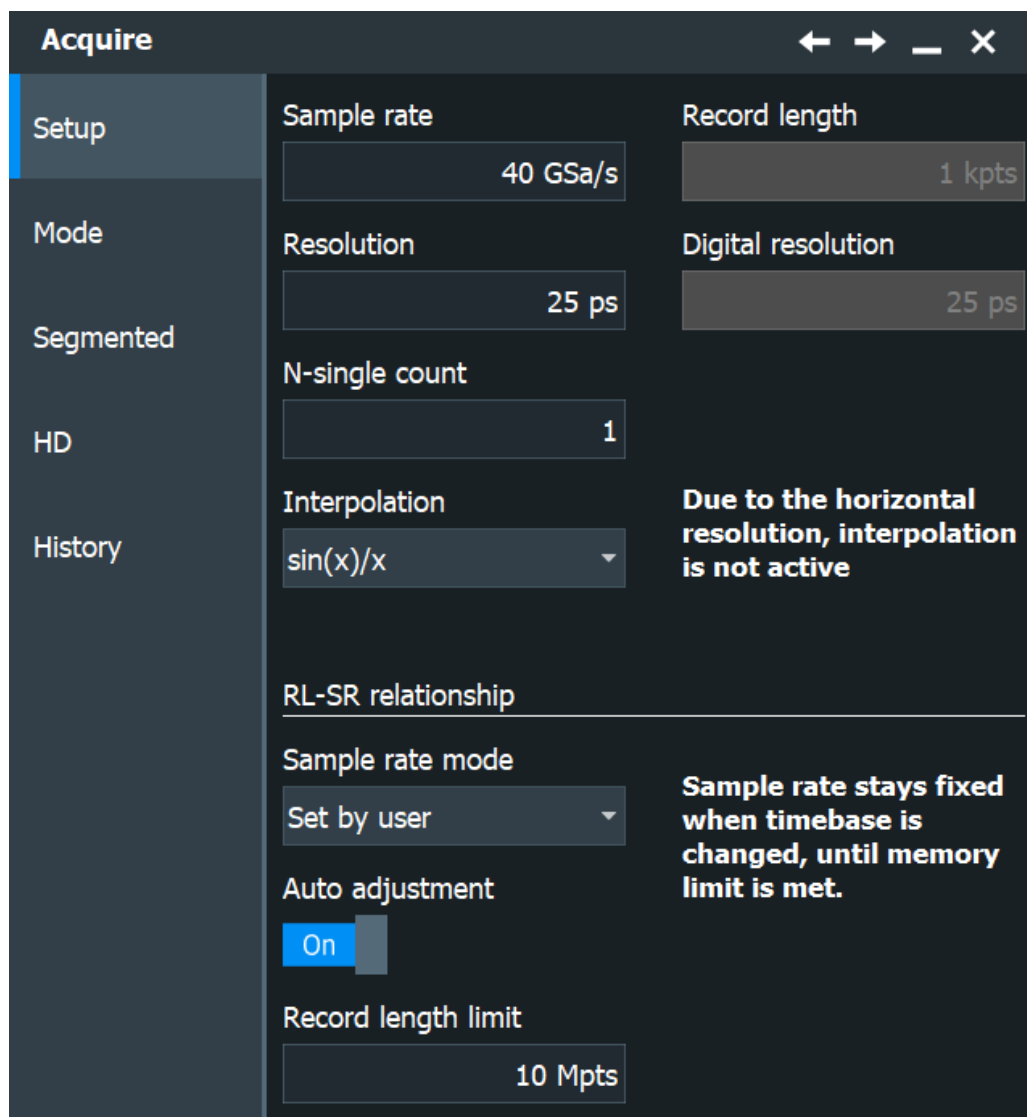 Acquire
Setup
Mode
Segmented
HD
History
Sample rate
40 GSa/s
Record length
1 kpts
Resolution
25 ps
Digital resolution
25 ps
N-single count
1
Interpolation
sin(x)/x
Due to the horizontal
resolution, interpolation
is not active
RL-SR relationship
Sample rate mode
Set by user
Sample rate stays fixed
when timebase is
changed, until memory
limit is met.
Auto adjustment
On
Record length limit
10 Mpts